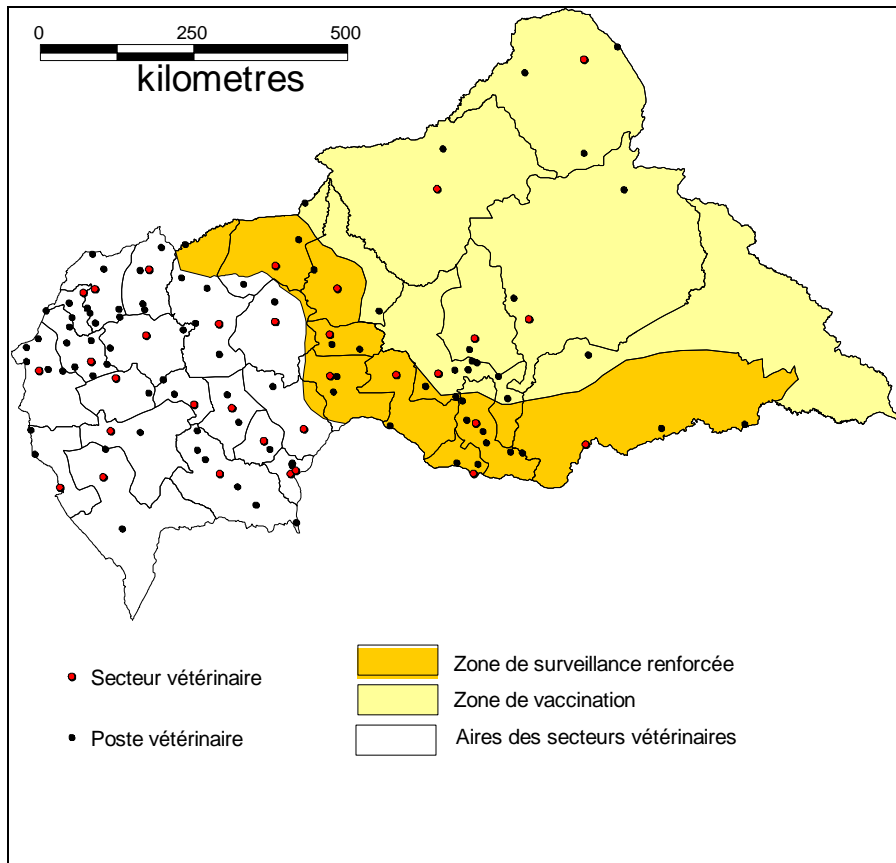 0 250 500
kilometres
Secteur vétérinaire
Poste vétérinaire
Zone de surveillance renforcée
Zone de vaccination
Aires des secteurs vétérinaires